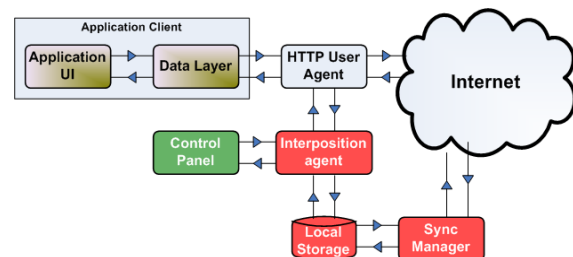 Application Client
Application
UI
Data Layer
HTTP User
Agent
Internet
Control
Panel
Interposition
agent
Local
Storage
Sync
Manager